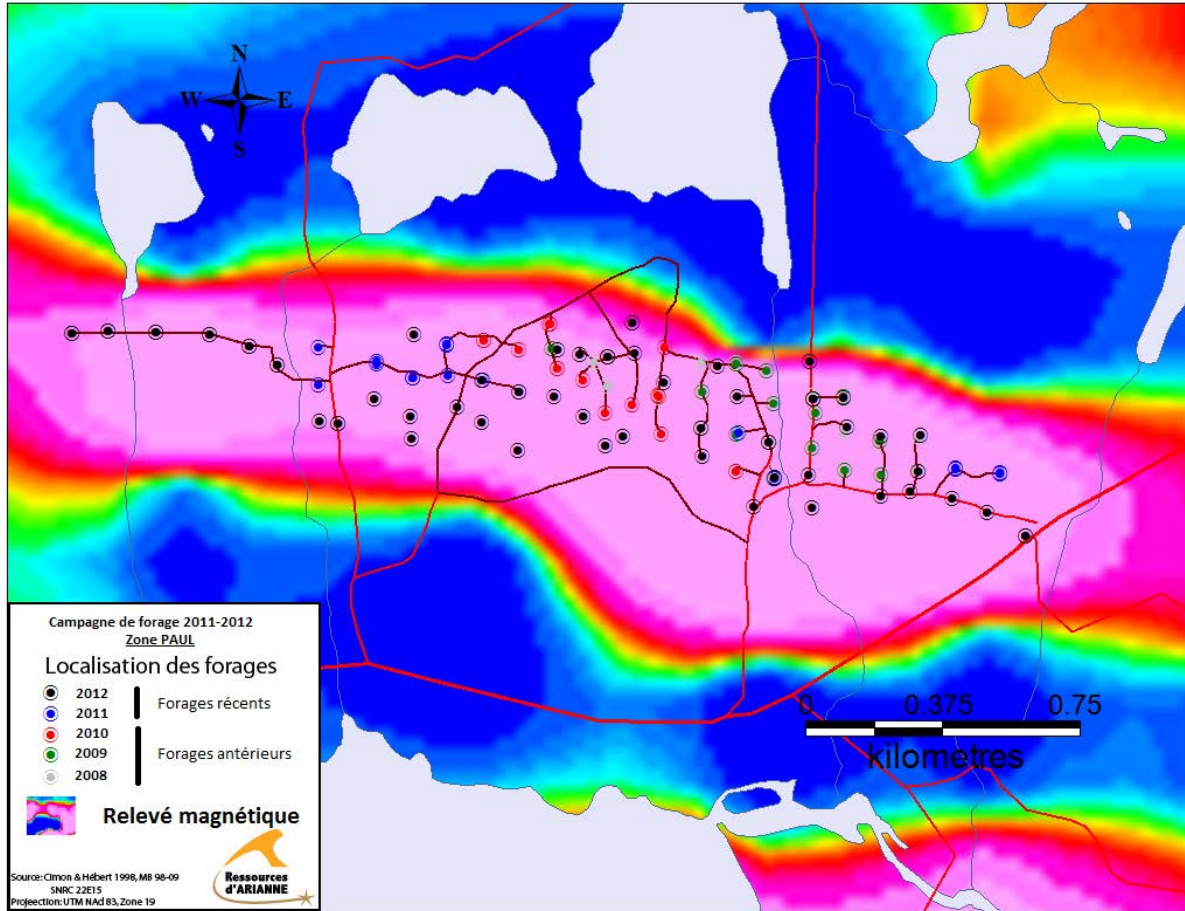 N
W E
S
0 0.375 0.75
kilometres
Campagne de forage 2011-2012
Zone PAUL
Localisation des forages
2012
Forages récents
2011
2010
2009
Forages antérieurs
2008
Relevé magnétique
Ressources
d'ARIANNE
Source: Cimon & Hébert 1998, MB 98-09
SNRC 22E15
Projeection: UTM NAd 83, Zone 19